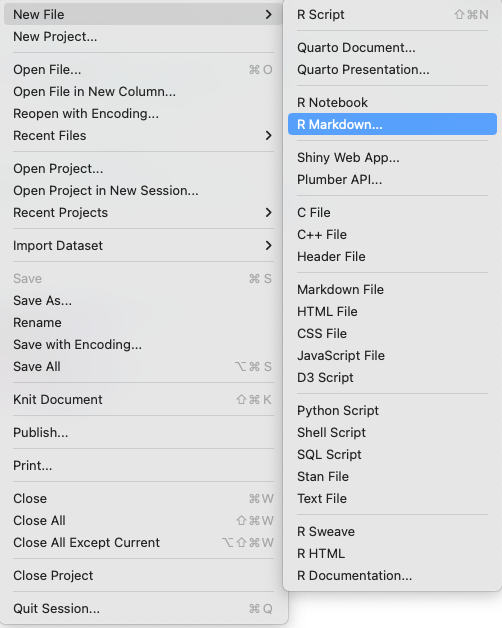 New File
New Project...
Open File... ⌘O
Open File in New Column...
Reopen with Encoding...
Recent Files
Open Project...
Open Project in New Session...
Recent Projects
Import Dataset
Save ⌘S
Save As...
Rename
Save with Encoding...
Save All ⌥⌘S
Knit Document ⇧⌘K
Publish...
Print...
Close ⌘W
Close All ⇧⌘W
Close All Except Current ⌥⇧⌘W
Close Project
Quit Session... ⌘Q
R Script ⇧⌘N
Quarto Document...
Quarto Presentation...
R Notebook
R Markdown...
Shiny Web App...
Plumber API...
C File
C++ File
Header File
Markdown File
HTML File
CSS File
JavaScript File
D3 Script
Python Script
Shell Script
SQL Script
Stan File
Text File
R Sweave
R HTML
R Documentation...